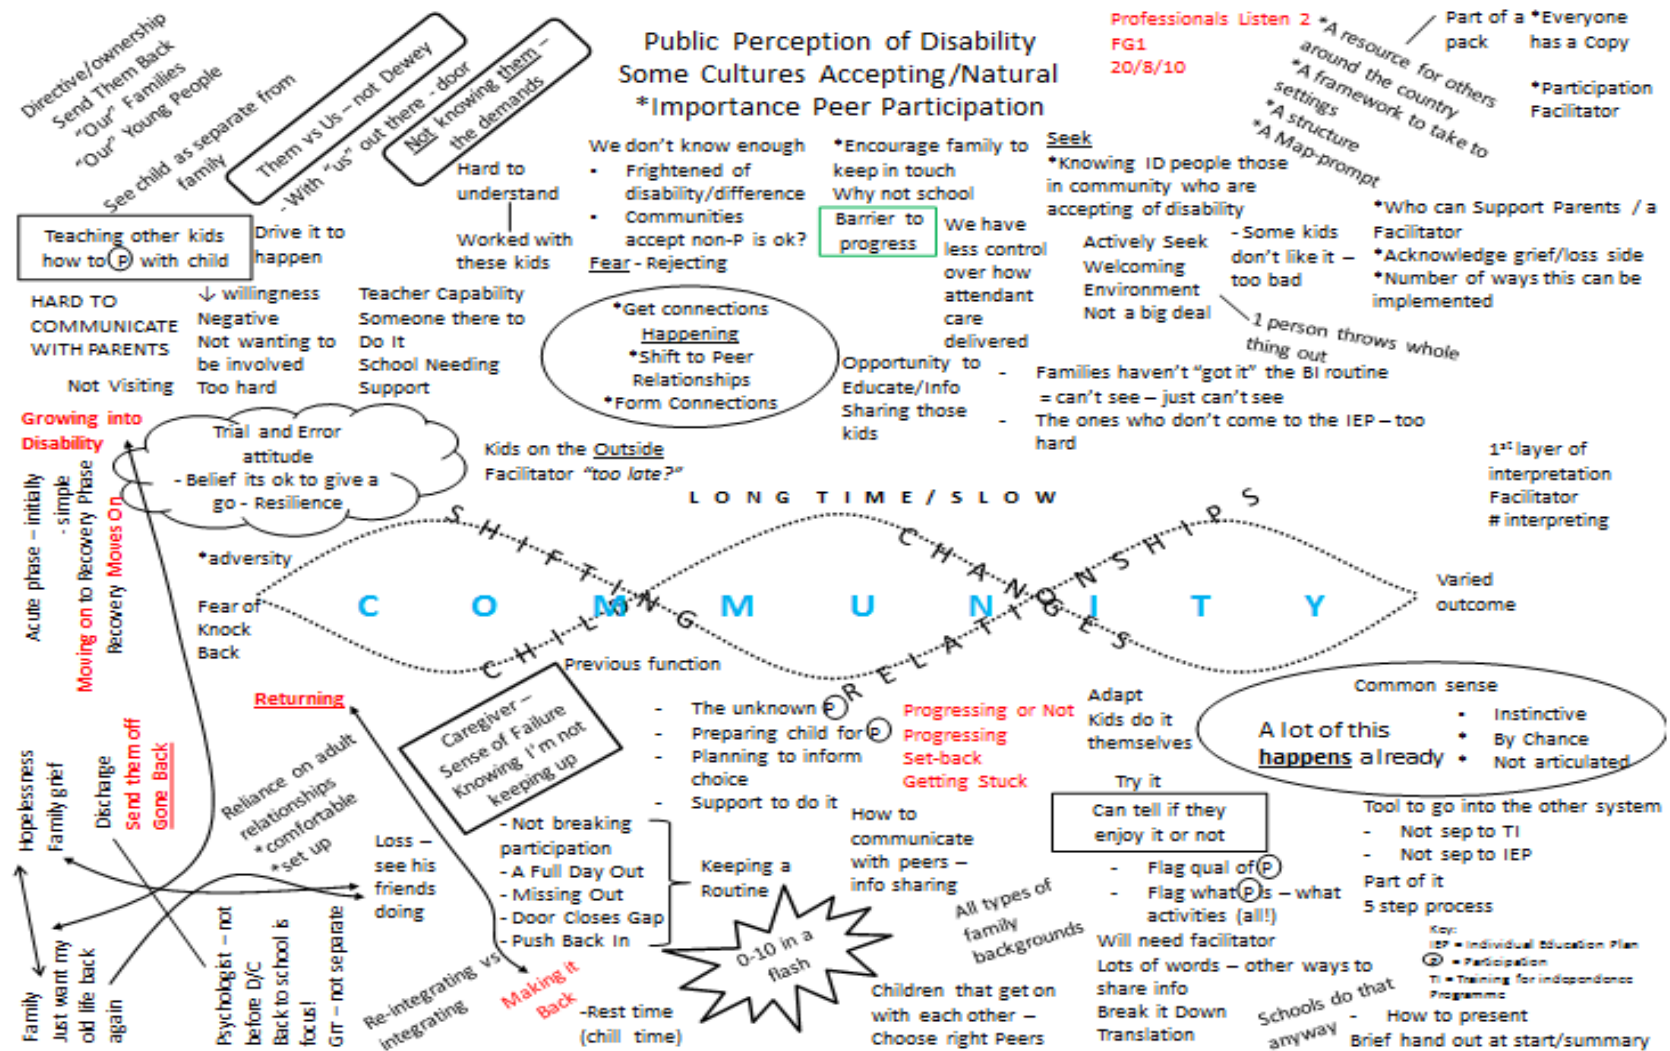 Public Perception of Disability
Some Cultures Accepting/Natural
*Importance Peer Participation
Professionals Listen 2
FG1
20/8/10
*A resource for others
around the country
*A framework to take to
settings
*A structure
*A Map-prompt
Part of a
pack
*Everyone
has a Copy
*Participation
Facilitator
Directive/ownership
Send Them Back
"Our" Families
"Our" Young People
See child as separate from
family
Them vs Us – not Dewey
- With "us" out there - door
Not knowing them –
the demands
Hard to
understand
Worked with
these kids
We don't know enough
• Frightened of
disability/difference
• Communities
accept non-P is ok?
Fear - Rejecting
*Encourage family to
keep in touch
Why not school
Barrier to
progress
We have
less control
over how
attendant
care
delivered
Seek
*Knowing ID people those
in community who are
accepting of disability
Actively Seek
Welcoming
Environment
Not a big deal
- Some kids
don't like it –
too bad
1 person throws whole
thing out
*Who can Support Parents / a
Facilitator
*Acknowledge grief/loss side
*Number of ways this can be
implemented
Teaching other kids
how to P with child
Drive it to
happen
HARD TO
COMMUNICATE
WITH PARENTS
Not Visiting
↓ willingness
Negative
Not wanting to
be involved
Too hard
Teacher Capability
Someone there to
Do It
School Needing
Support
*Get connections
Happening
*Shift to Peer
Relationships
*Form Connections
Opportunity to
Educate/Info
Sharing those
kids
- Families haven't "got it" the BI routine
= can't see – just can't see
- The ones who don't come to the IEP – too
hard
Growing into
Disability
Trial and Error
attitude
- Belief its ok to give a
go - Resilience
Kids on the Outside
Facilitator "too late?"
1st layer of
interpretation
Facilitator
# interpreting
LONG TIME/SLOW
Acute phase – initially
- simple
Moving on to Recovery Phase
Recovery Moves On
*adversity
Fear of
Knock
Back
SHIFTING
CHANGES
CHILD
RELATIONSHIPS
COMMUNITY
Varied
outcome
Previous function
Returning
Caregiver –
Sense of Failure
Knowing I'm not
keeping up
- The unknown P
- Preparing child for P
- Planning to inform
choice
- Support to do it
Progressing or Not
Progressing
Set-back
Getting Stuck
Adapt
Kids do it
themselves
Try it
Common sense
A lot of this
happens already
• Instinctive
• By Chance
• Not articulated
Hopelessness
Family grief
Discharge
Send them off
Gone Back
Reliance on adult
relationships
*comfortable
*set up
Loss –
see his
friends
doing
- Not breaking
participation
- A Full Day Out
- Missing Out
- Door Closes Gap
- Push Back In
Keeping a
Routine
How to
communicate
with peers –
info sharing
Can tell if they
enjoy it or not
- Flag qual of P
- Flag what P is – what
activities (all!)
Will need facilitator
Lots of words – other ways to
share info
Break it Down
Translation
Tool to go into the other system
- Not sep to TI
- Not sep to IEP
Part of it
5 step process
Key:
IEP = Individual Education Plan
P = Participation
TI = Training for Independence
Programme
- How to present
Brief hand out at start/summary
Family
Just want my
old life back
again
Psychologist – not
before D/C
Back to school is
focus!
GIT – not separate
Re-integrating vs
integrating
Making it
Back
-Rest time
(chill time)
0-10 in a
flash
All types of
family
backgrounds
Children that get on
with each other –
Choose right Peers
Schools do that
anyway